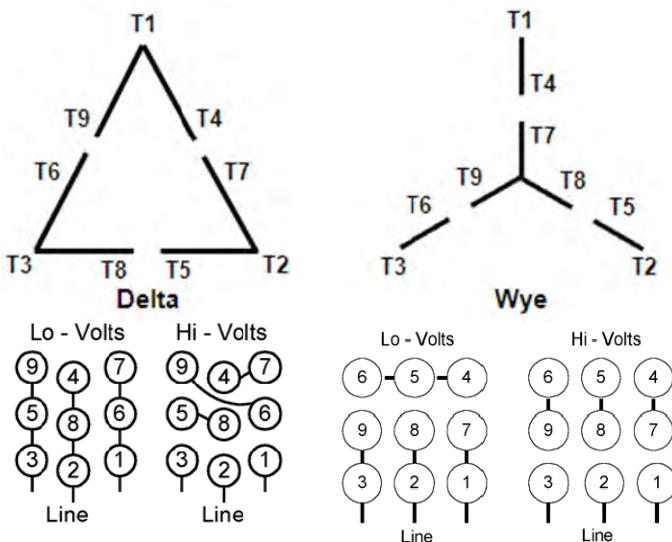 T1 T1
T9 T4 T4
T6 T7 T7
T9 T8
T6 T5
T3 T8 T5 T2 T3 T2
Delta Wye
Lo - Volts Hi - Volts Lo - Volts Hi - Volts
9 4 7 9 4 7 6 5 4 6 5 4
5 8 6 5 8 6 9 8 7 9 8 7
3 2 1 3 2 1 3 2 1 3 2 1
Line Line Line Line